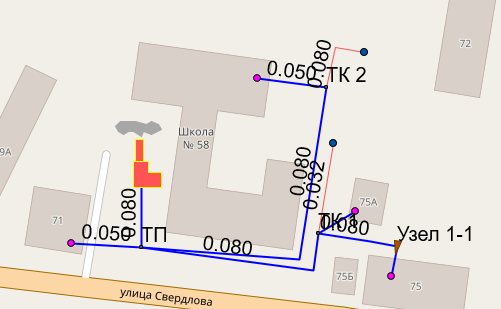 72
0.080
0.050
ТК 2
Школа
№ 58
9А
0.080
0.032
0.080
75А
71
0.050
ТП
0.080
ТК 1
0.080
Узел 1-1
75Б
75
улица Свердлова